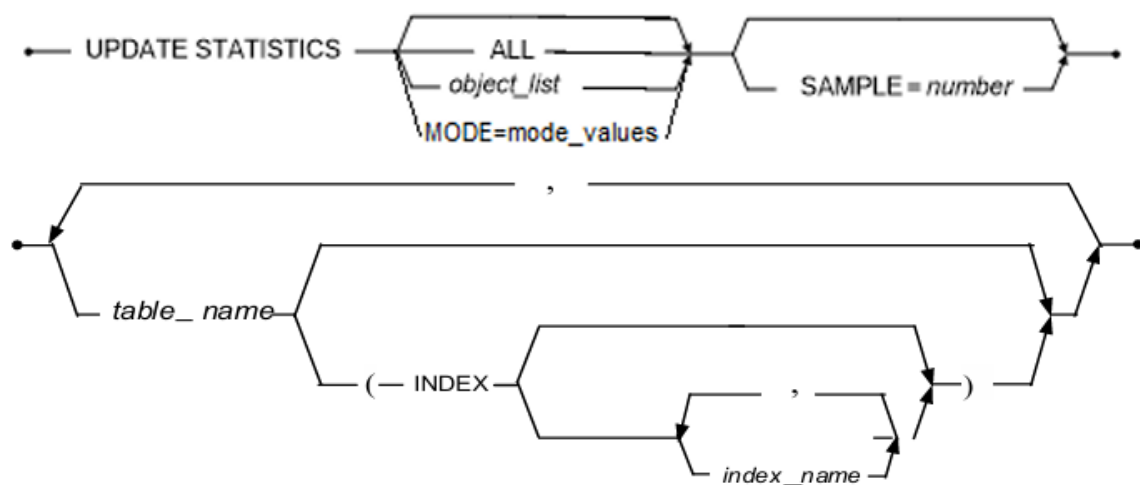 ALL
UPDATE STATISTICS
object_list
SAMPLE=number
MODE=mode_values
,
table_ name
( INDEX )
,
index_name